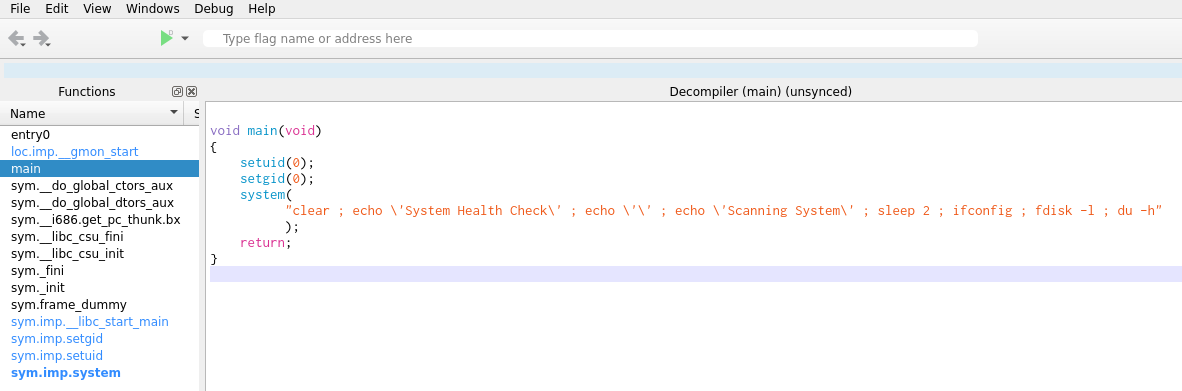 File Edit View Windows Debug Help
Type flag name or address here
Functions
Decompiler (main) (unsynced)
Name S
entry0
loc.imp.__gmon_start
main
sym.__do_global_ctors_aux
sym.__do_global_dtors_aux
sym.__i686.get_pc_thunk.bx
sym.__libc_csu_fini
sym.__libc_csu_init
sym._fini
sym._init
sym.frame_dummy
sym.imp.__libc_start_main
sym.imp.setgid
sym.imp.setuid
sym.imp.system
void main(void)
{
setuid(0);
setgid(0);
system(
"clear ; echo \'System Health Check\' ; echo \'\' ; echo \'Scanning System\' ; sleep 2 ; ifconfig ; fdisk -l ; du -h"
);
return;
}